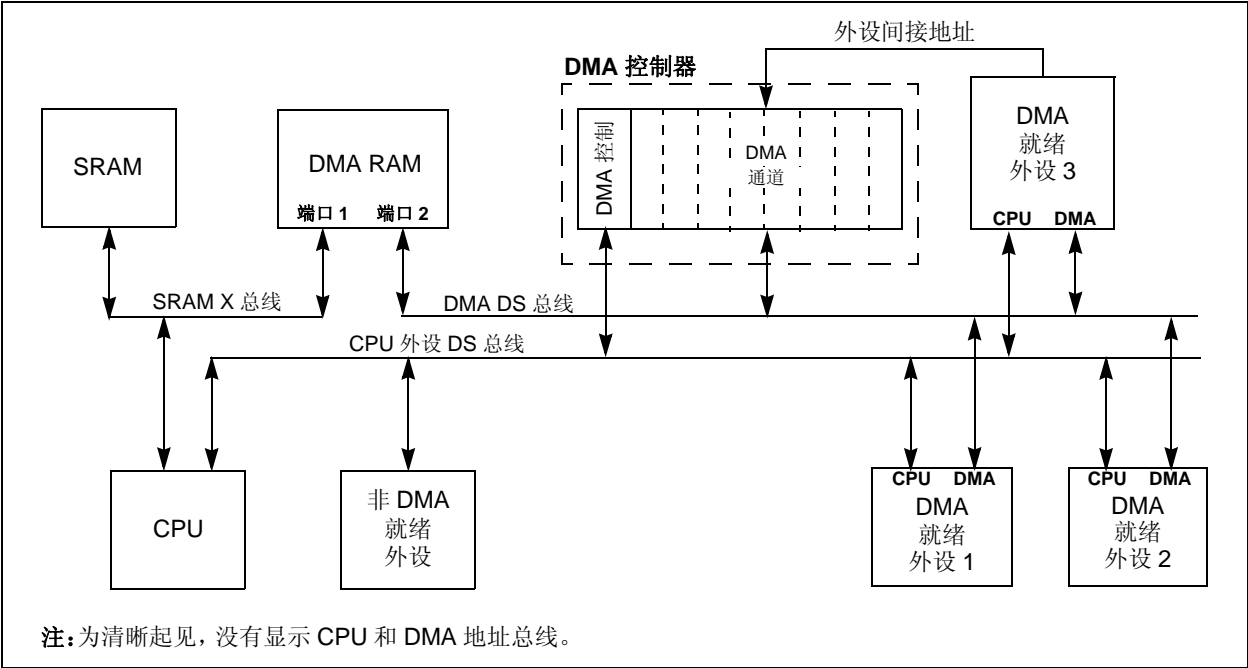 外设间接地址
DMA 控制器
SRAM
DMA RAM
端口 1 端口 2
DMA 控制
DMA
通道
DMA
就绪
外设 3
CPU DMA
SRAM X 总线
DMA DS 总线
CPU 外设 DS 总线
CPU
非 DMA
就绪
外设
CPU DMA
DMA
就绪
外设 1
CPU DMA
DMA
就绪
外设 2
注:为清晰起见，没有显示 CPU 和 DMA 地址总线。